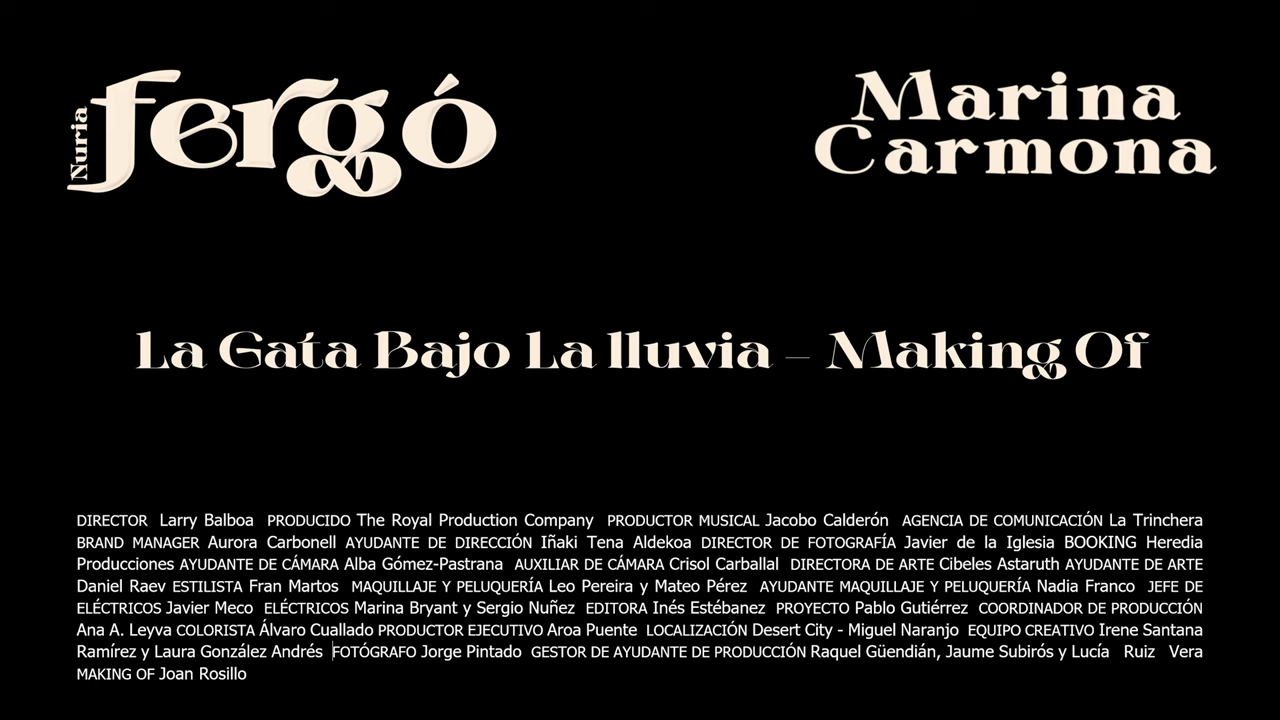 Nuria
fergó
Marina
Carmona
La Gata Bajo La lluvia – Making Of
DIRECTOR Larry Balboa PRODUCIDO The Royal Production Company PRODUCTOR MUSICAL Jacobo Calderón AGENCIA DE COMUNICACIÓN La Trinchera
BRAND MANAGER Aurora Carbonell AYUDANTE DE DIRECCIÓN Iñaki Tena Aldekoa DIRECTOR DE FOTOGRAFÍA Javier de la Iglesia BOOKING Heredia
Producciones AYUDANTE DE CÁMARA Alba Gómez-Pastrana AUXILIAR DE CÁMARA Crisol Carballal DIRECTORA DE ARTE Cibeles Astaruth AYUDANTE DE ARTE
Daniel Raev ESTILISTA Fran Martos MAQUILLAJE Y PELUQUERÍA Leo Pereira y Mateo Pérez AYUDANTE MAQUILLAJE Y PELUQUERÍA Nadia Franco JEFE DE
ELÉCTRICOS Javier Meco ELÉCTRICOS Marina Bryant y Sergio Nuñez EDITORA Inés Estébanez PROYECTO Pablo Gutiérrez COORDINADOR DE PRODUCCIÓN
Ana A. Leyva COLORISTA Álvaro Cuallado PRODUCTOR EJECUTIVO Aroa Puente LOCALIZACIÓN Desert City - Miguel Naranjo EQUIPO CREATIVO Irene Santana
Ramírez y Laura González Andrés FOTÓGRAFO Jorge Pintado GESTOR DE AYUDANTE DE PRODUCCIÓN Raquel Güendián, Jaume Subirós y Lucía Ruiz Vera
MAKING OF Joan Rosillo